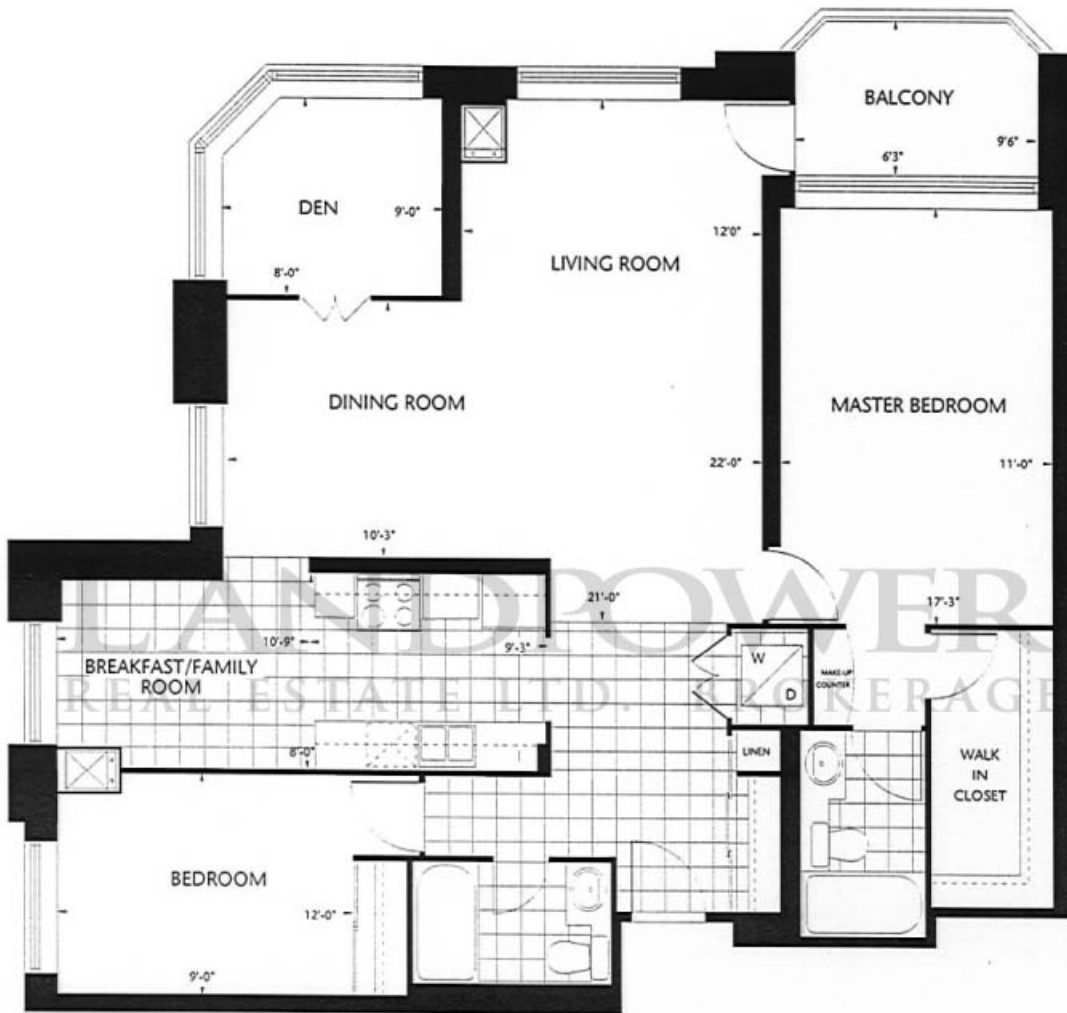 BALCONY
9'6"
6'3"
DEN
9'-0"
8'-0"
LIVING ROOM
12'0"
DINING ROOM
MASTER BEDROOM
22'-0"
11'-0"
10'-3"
LANDPOWER
21'-0"
17'-3"
10'-9"
9'-3"
BREAKFAST/FAMILY
ROOM
W
D
MAKE-UP
COUNTER
REAL ESTATE LTD. BROKERAGE
8'-0"
LINEN
WALK
IN
CLOSET
BEDROOM
12'-0"
9'-0"